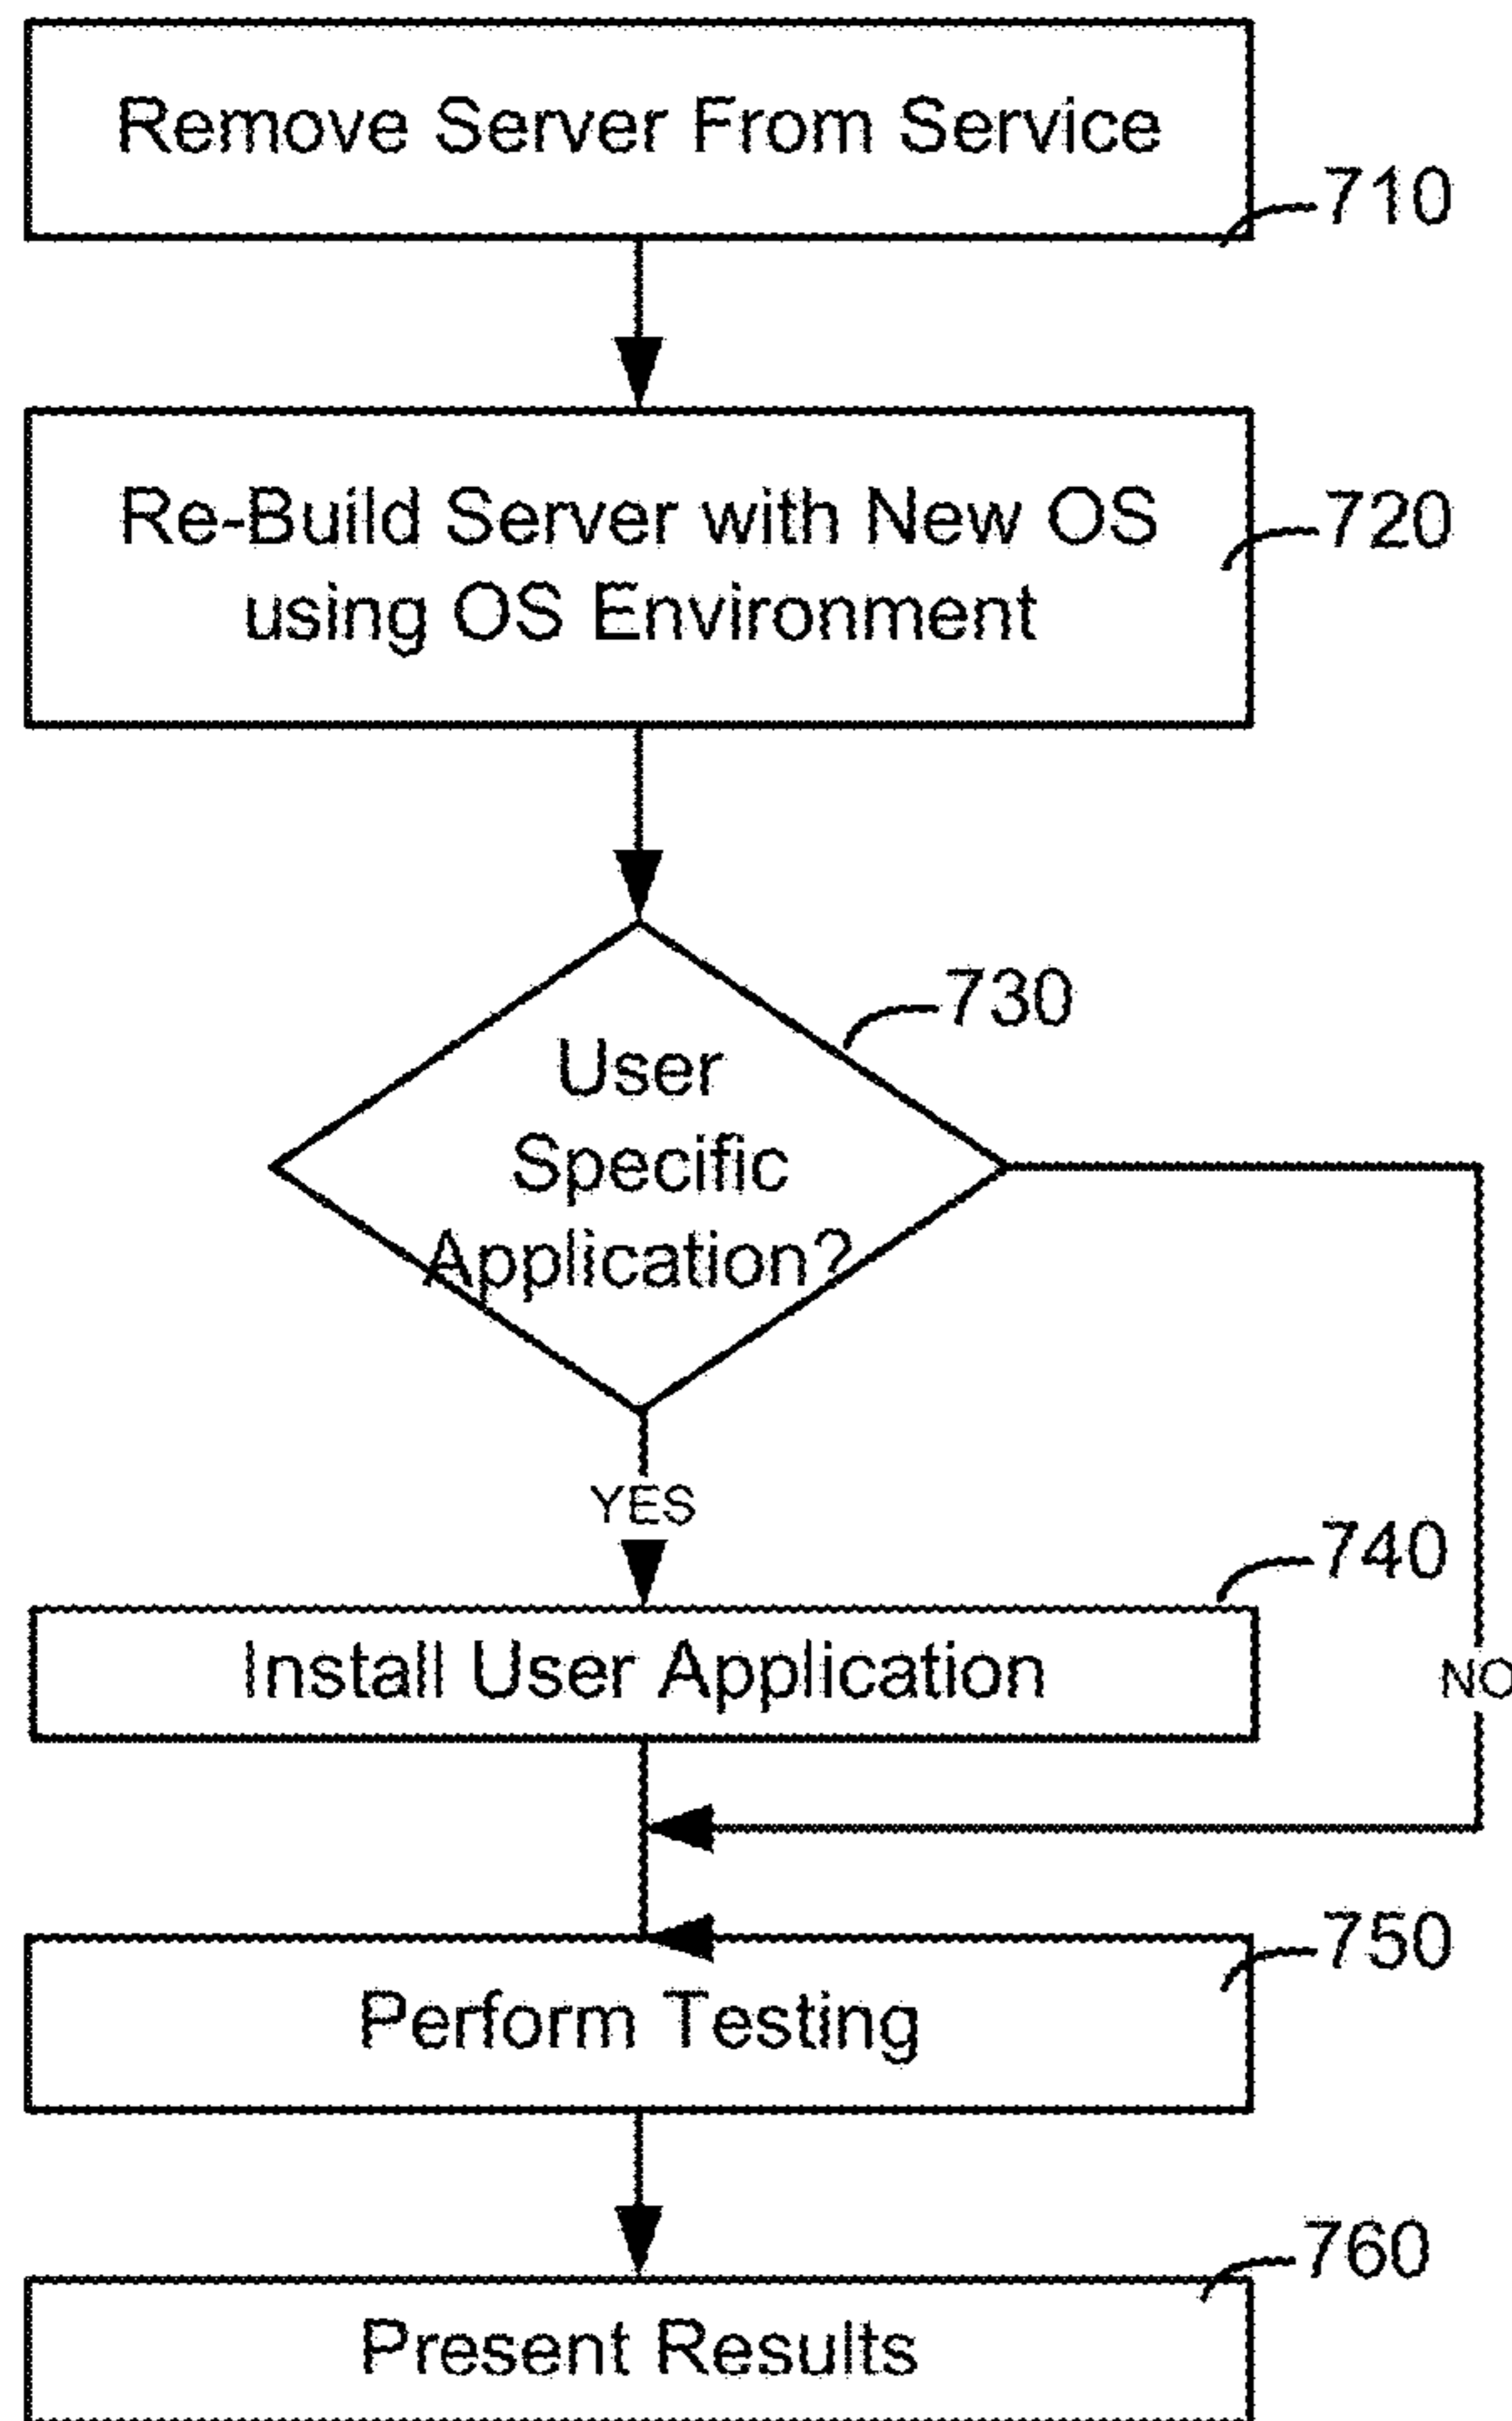 Remove Server From Service
710
Re-Build Server with New OS
using OS Environment
720
730
User
Specific
Application?
YES
740
Install User Application
NO
750
Perform Testing
760
Present Results